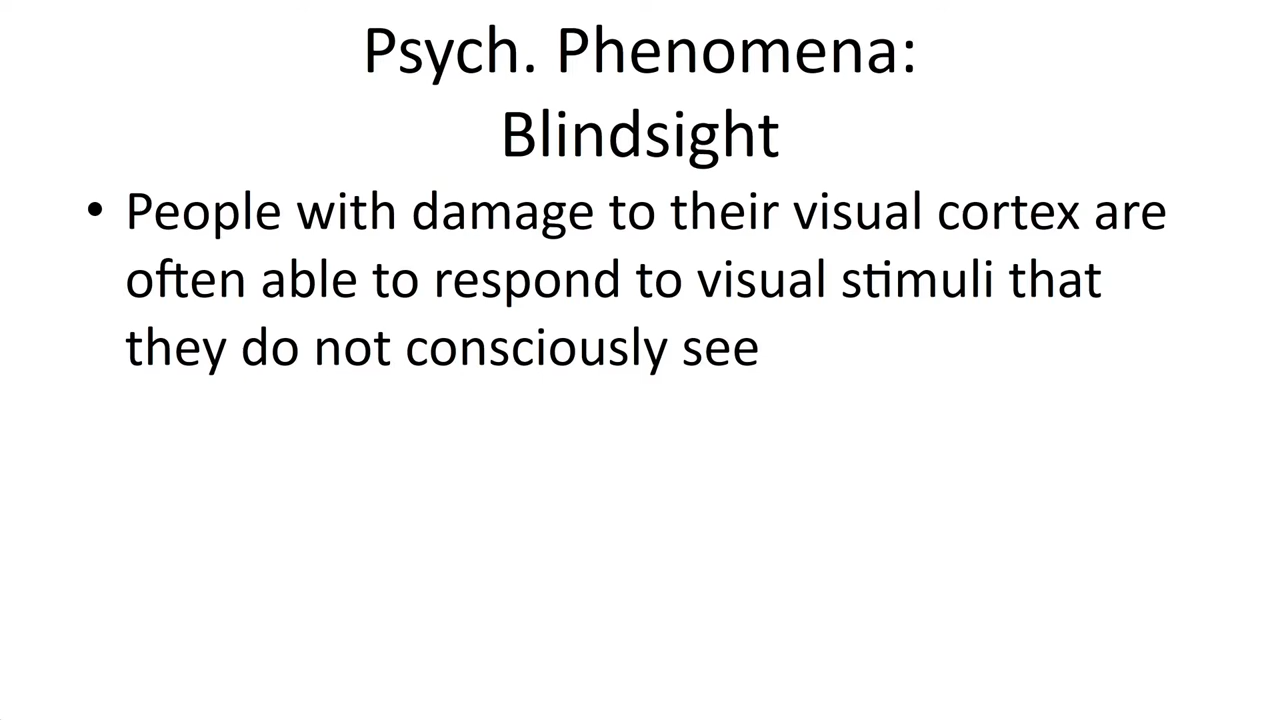 Psych. Phenomena:
Blindsight
• People with damage to their visual cortex are
often able to respond to visual stimuli that
they do not consciously see